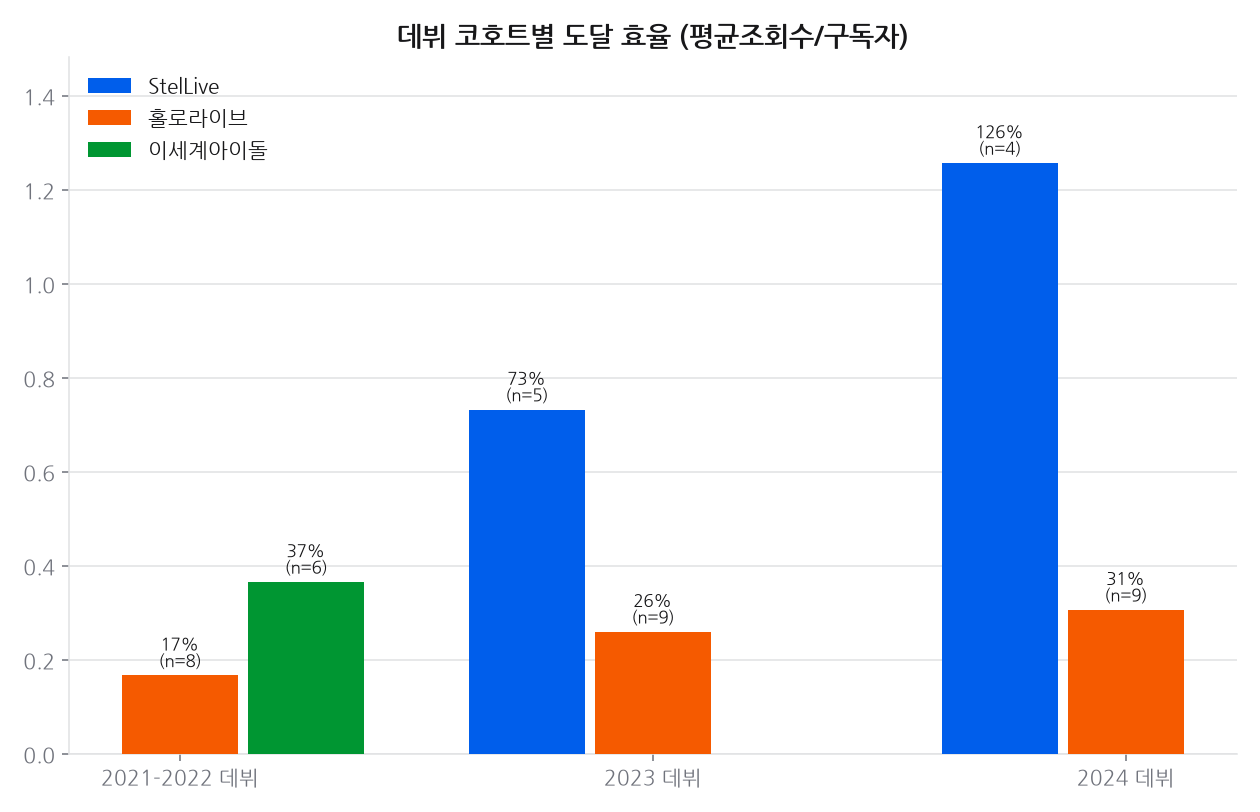 데뷔 코호트별 도달 효율 (평균조회수/구독자)
StelLive
홀로라이브
이세계아이돌
1.4
1.2
1.0
0.8
0.6
0.4
0.2
0.0
17%
(n=8)
37%
(n=6)
73%
(n=5)
26%
(n=9)
126%
(n=4)
31%
(n=9)
2021-2022 데뷔
2023 데뷔
2024 데뷔